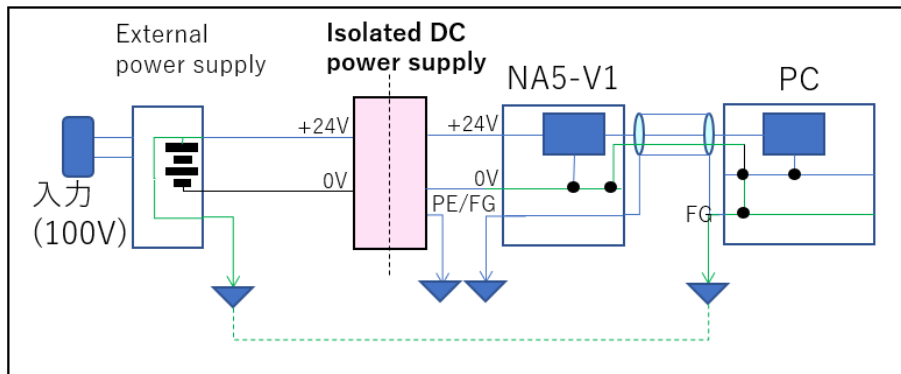 External
power supply
Isolated DC
power supply
NA5-V1
PC
+24V
+24V
0V
0V
PE/FG
FG
入力
(100V)